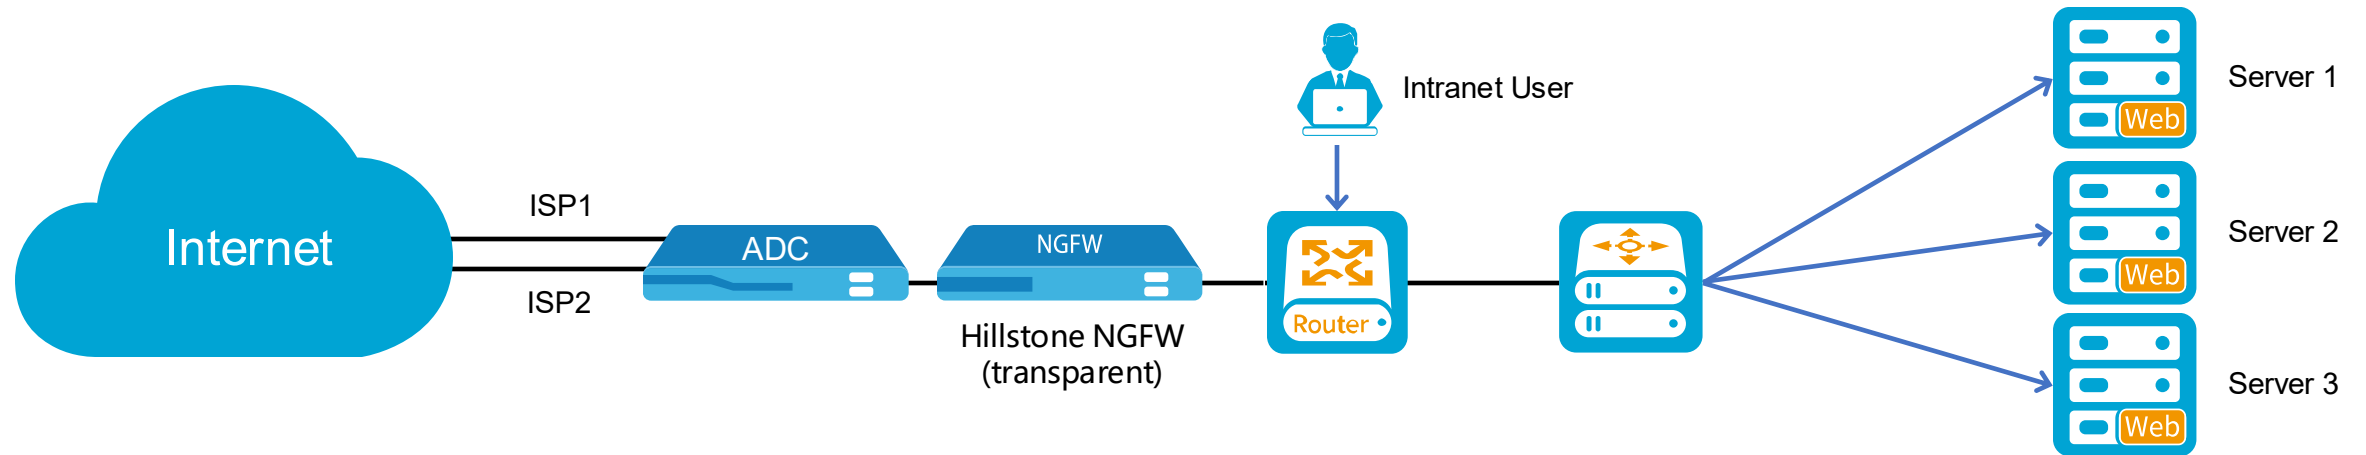 Internet
ISP1
ISP2
ADC
NGFW
Hillstone NGFW
(transparent)
Intranet User
Router
Web
Server 1
Web
Server 2
Web
Server 3